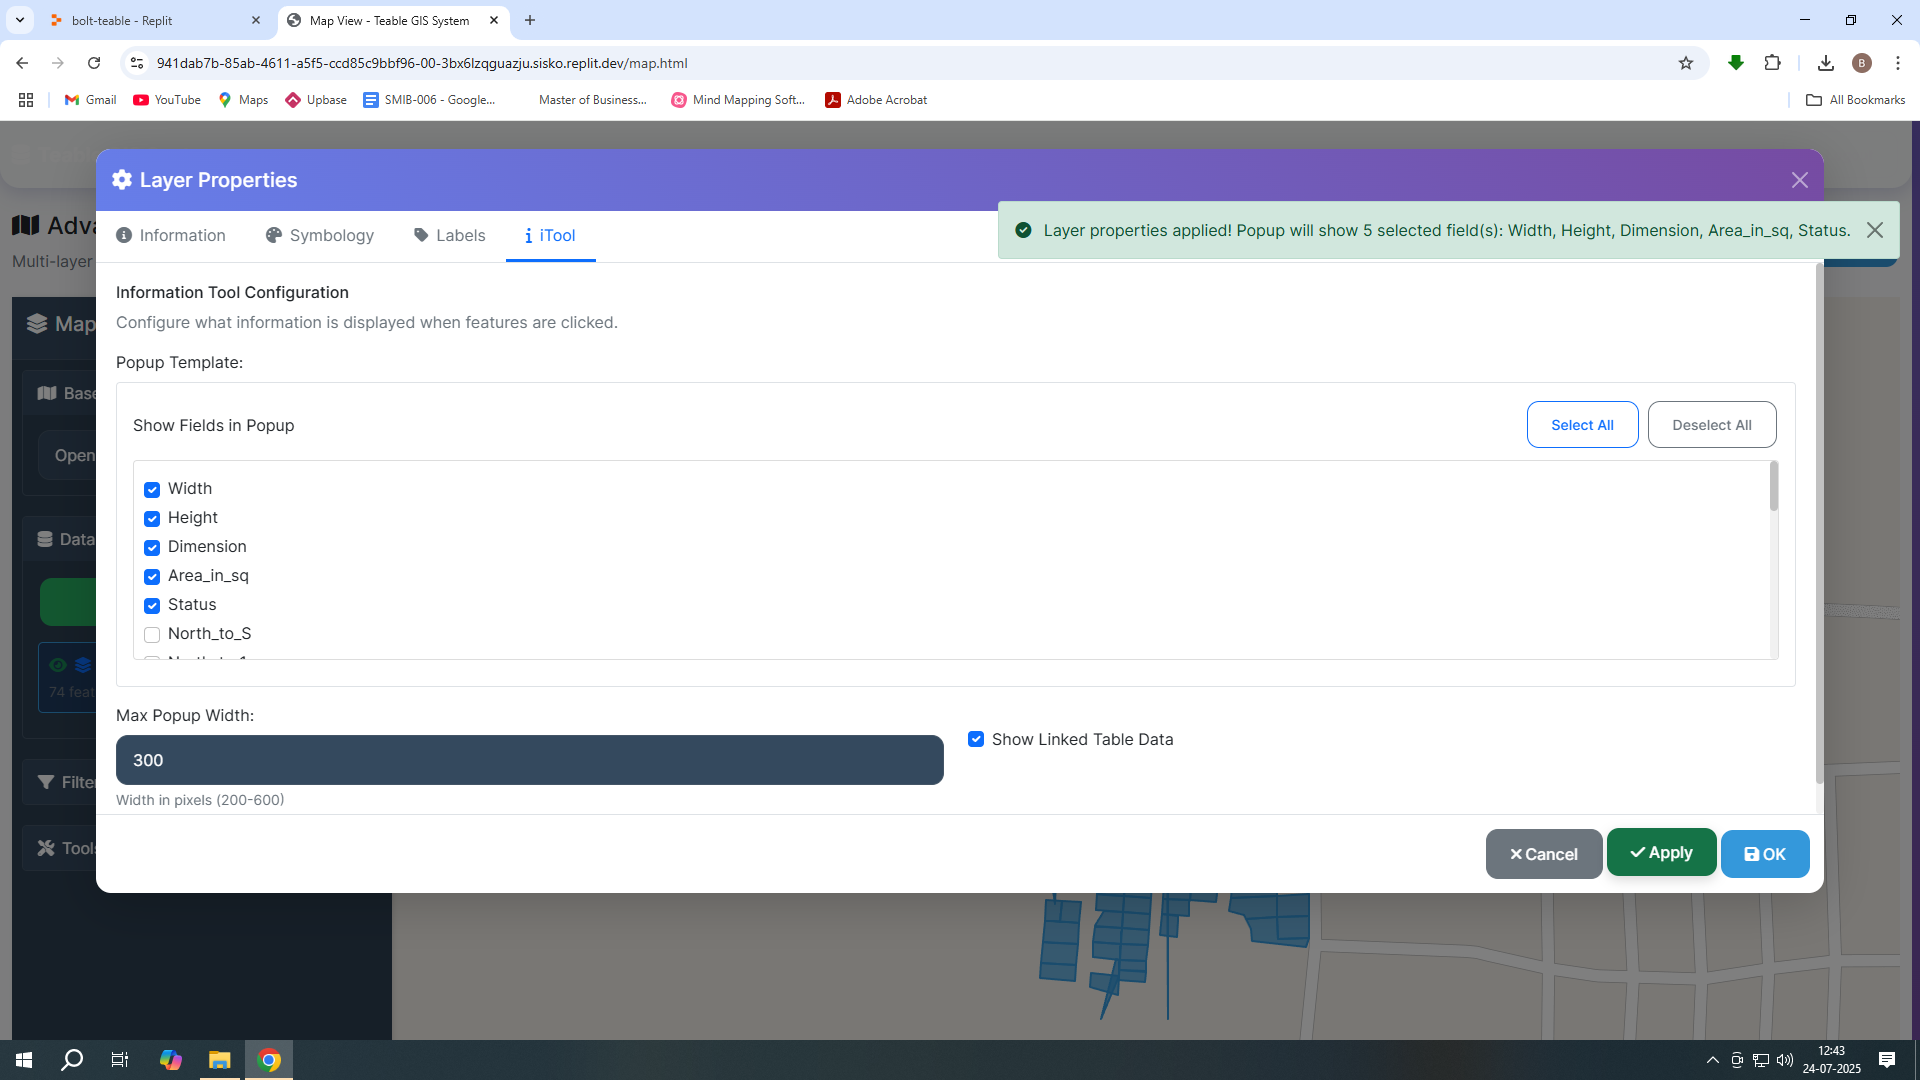 bolt-teable - Replit
Map View - Teable GIS System
941dab7b-85ab-4611-a5f5-ccd85c9bbf96-00-3bx6lzqguazju.sisko.replit.dev/map.html
B
Gmail
YouTube
Maps
Upbase
SMIB-006 - Google...
Master of Business...
Mind Mapping Soft...
Adobe Acrobat
All Bookmarks
Layer Properties
Adva
Multi-layer
Information
Symbology
Labels
iTool
Layer properties applied! Popup will show 5 selected field(s): Width, Height, Dimension, Area_in_sq, Status.
Information Tool Configuration
Configure what information is displayed when features are clicked.
Map
Popup Template:
Base
Show Fields in Popup
Select All
Deselect All
Open
Width
Height
Dimension
Data
Area_in_sq
Status
North_to_S
74 feat
Max Popup Width:
Show Linked Table Data
300
Filte
Width in pixels (200-600)
Tools
Cancel
Apply
OK
12:43
24-07-2025